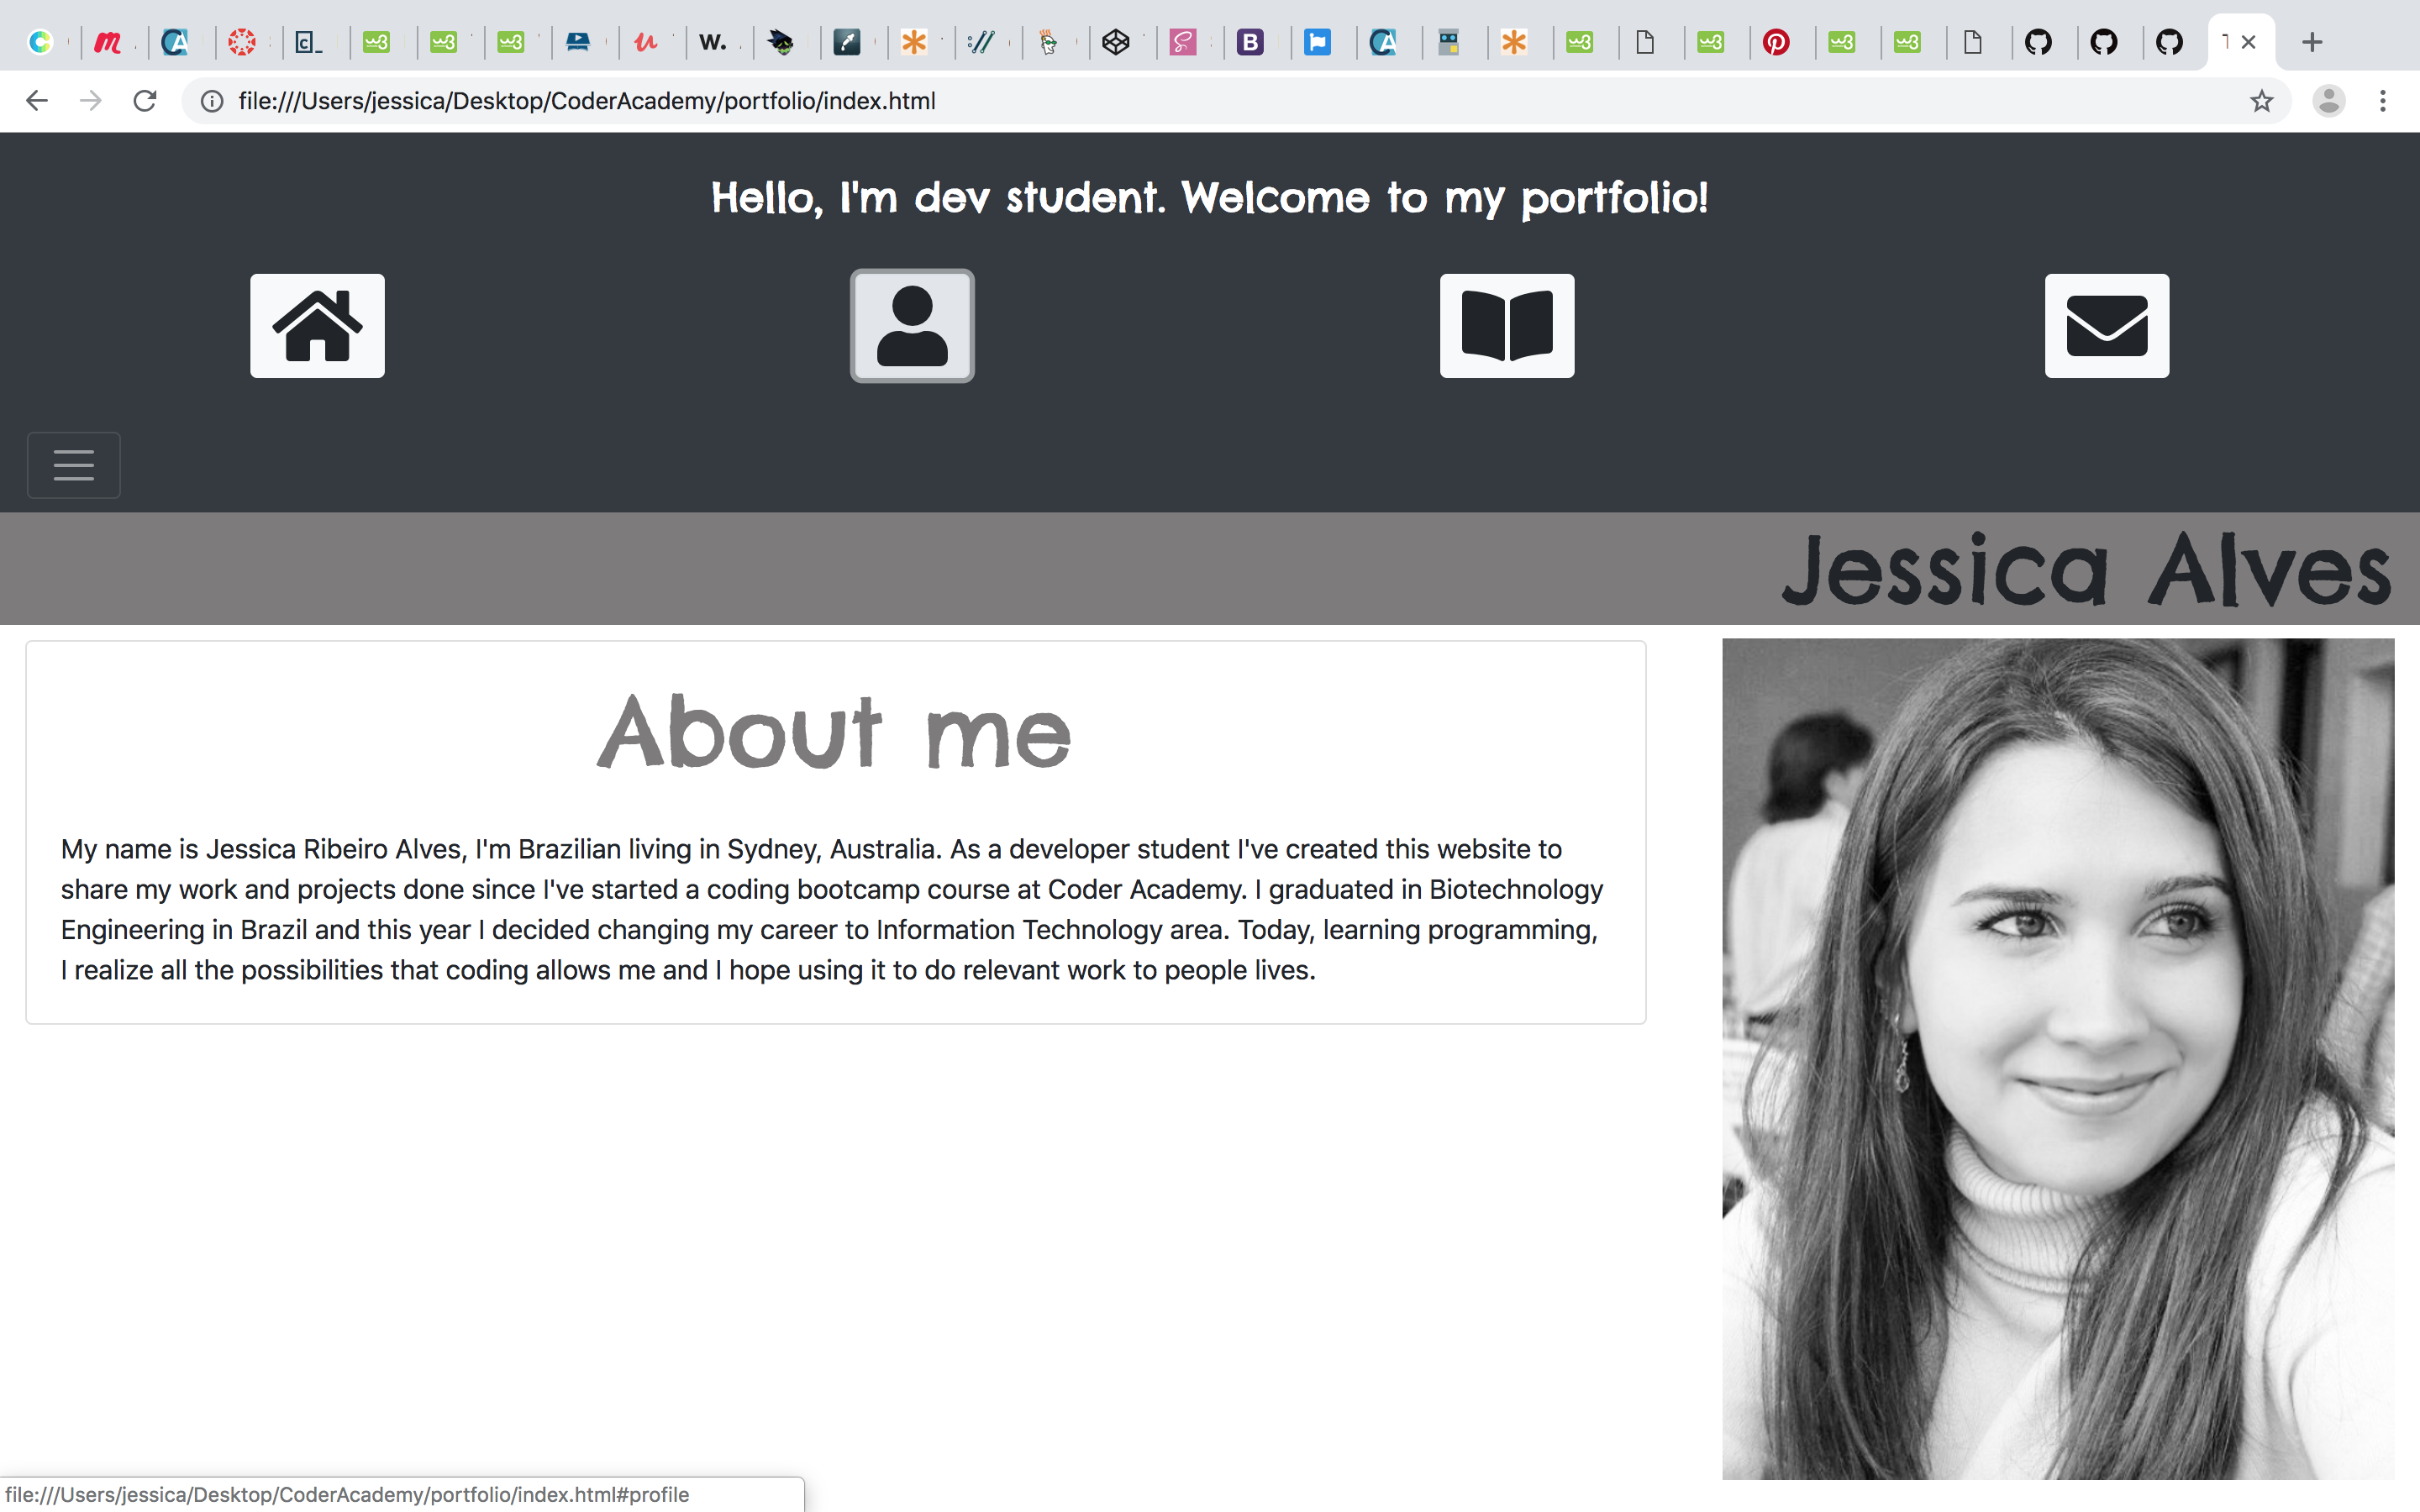 W.
B
file:///Users/jessica/Desktop/CoderAcademy/portfolio/index.html
Hello, I'm dev student. Welcome to my portfolio!
Jessica Alves
About me
My name is Jessica Ribeiro Alves, I'm Brazilian living in Sydney, Australia. As a developer student I've created this website to
share my work and projects done since I've started a coding bootcamp course at Coder Academy. I graduated in Biotechnology
Engineering in Brazil and this year I decided changing my career to Information Technology area. Today, learning programming,
I realize all the possibilities that coding allows me and I hope using it to do relevant work to people lives.
file:///Users/jessica/Desktop/CoderAcademy/portfolio/index.html#profile